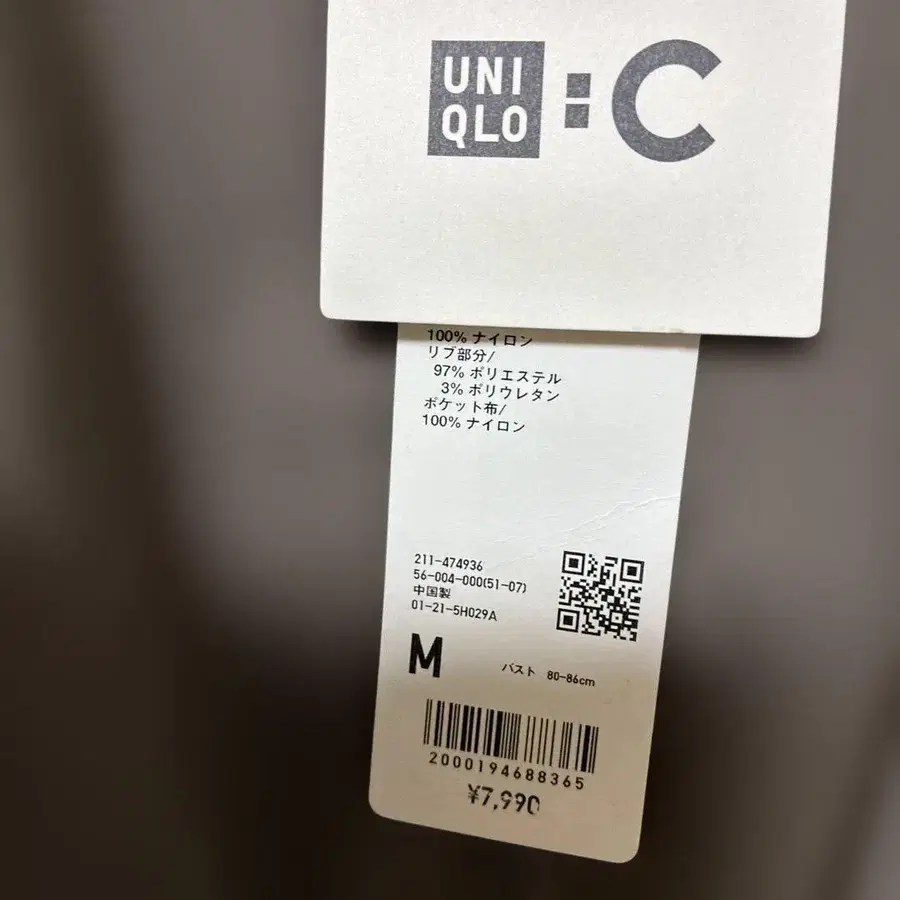 UNI
QLO
:C
100% ナイロン
リブ部分/
97% ポリエステル
3% ポリウレタン
ポケット布/
100% ナイロン
211-474936
56-004-000(51-07)
中国製
01-21-5H029A
M
バスト 80-86cm
2000194688365
¥7,990